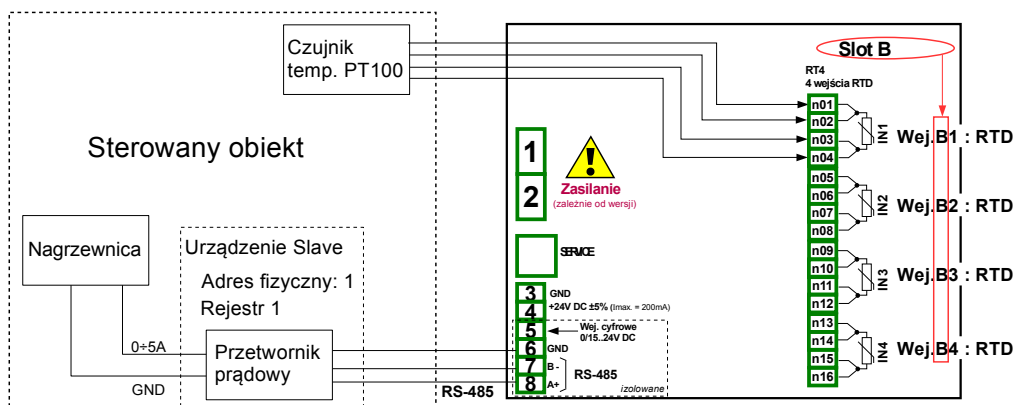 Czujnik
temp. PT100
Sterowany obiekt
Nagrzewnica
Urządzenie Slave
Adres fizyczny: 1
Rejestr 1
Przetwornik
prądowy
0÷5A
GND
RS-485
1
2
Zasilanie
(zależnie od wersji)
SERVICE
3 GND
4 +24V DC ±5% (Imax. = 200mA)
5 Wej. cyfrowe
0/15..24V DC
6 GND
7 B -
8 A+
RS-485
izolowane
Slot B
RT4
4 wejścia RTD
n01
n02
n03
n04
IN1
Wej.B1 : RTD
n05
n06
n07
n08
IN2
Wej.B2 : RTD
n09
n10
n11
n12
IN3
Wej.B3 : RTD
n13
n14
n15
n16
IN4
Wej.B4 : RTD